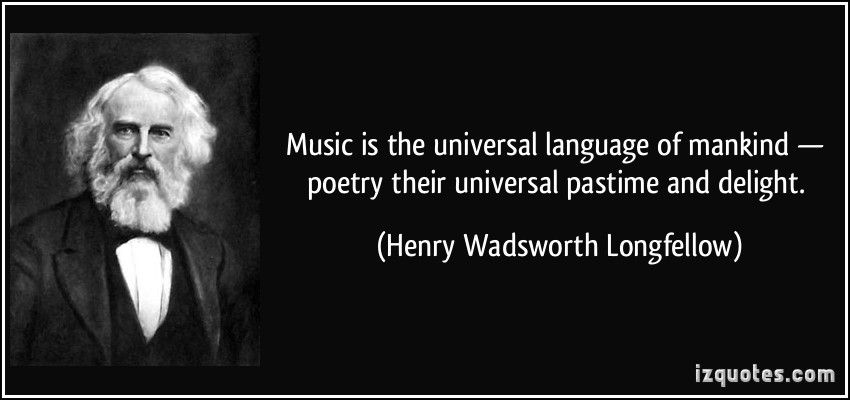 Music is the universal language of mankind —
poetry their universal pastime and delight.
(Henry Wadsworth Longfellow)
izquotes.com